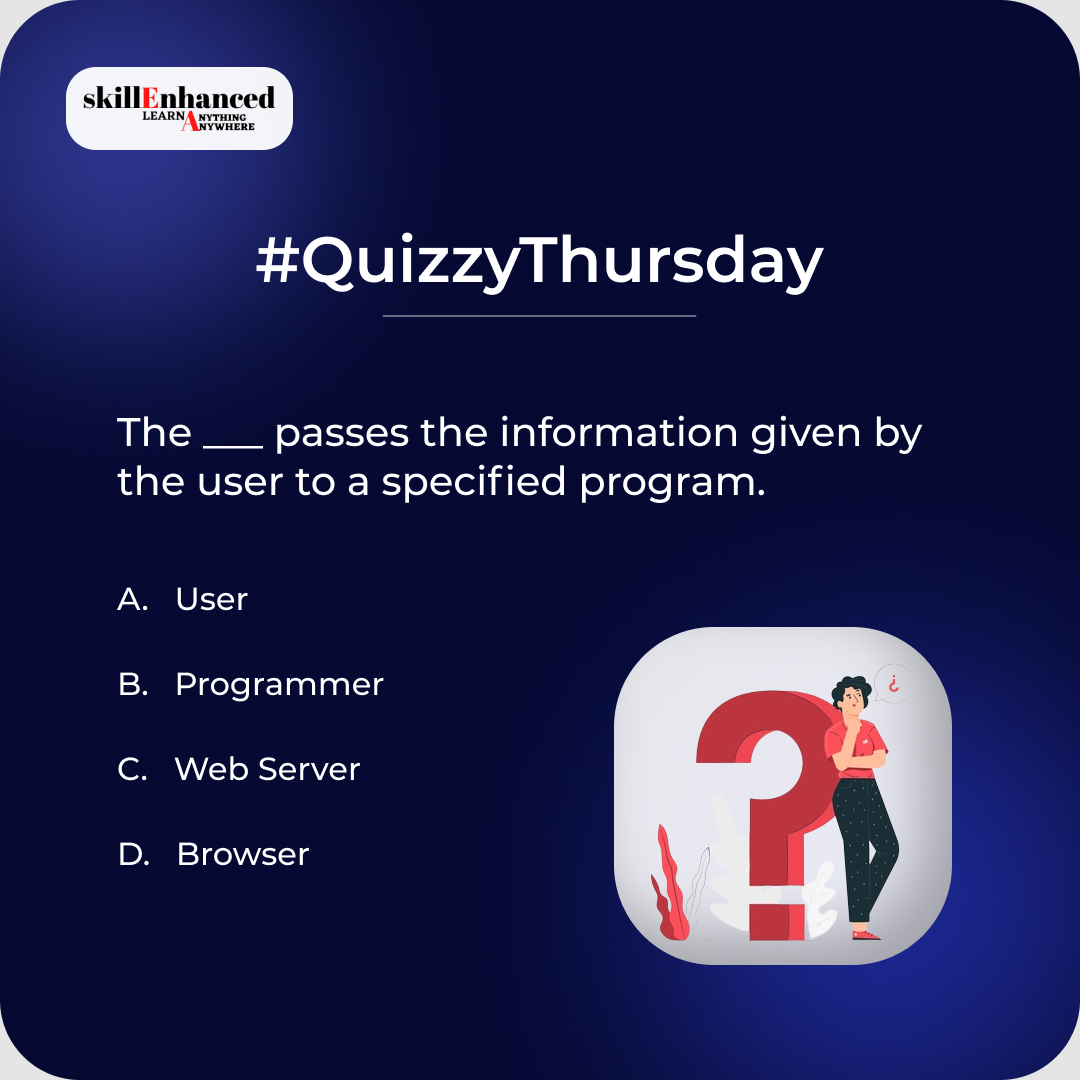 skillEnhanced
LEARN ANYTHING
ANYWHERE
#QuizzyThursday
The ___ passes the information given by
the user to a specified program.
A. User
B. Programmer
C. Web Server
D. Browser
?
¿